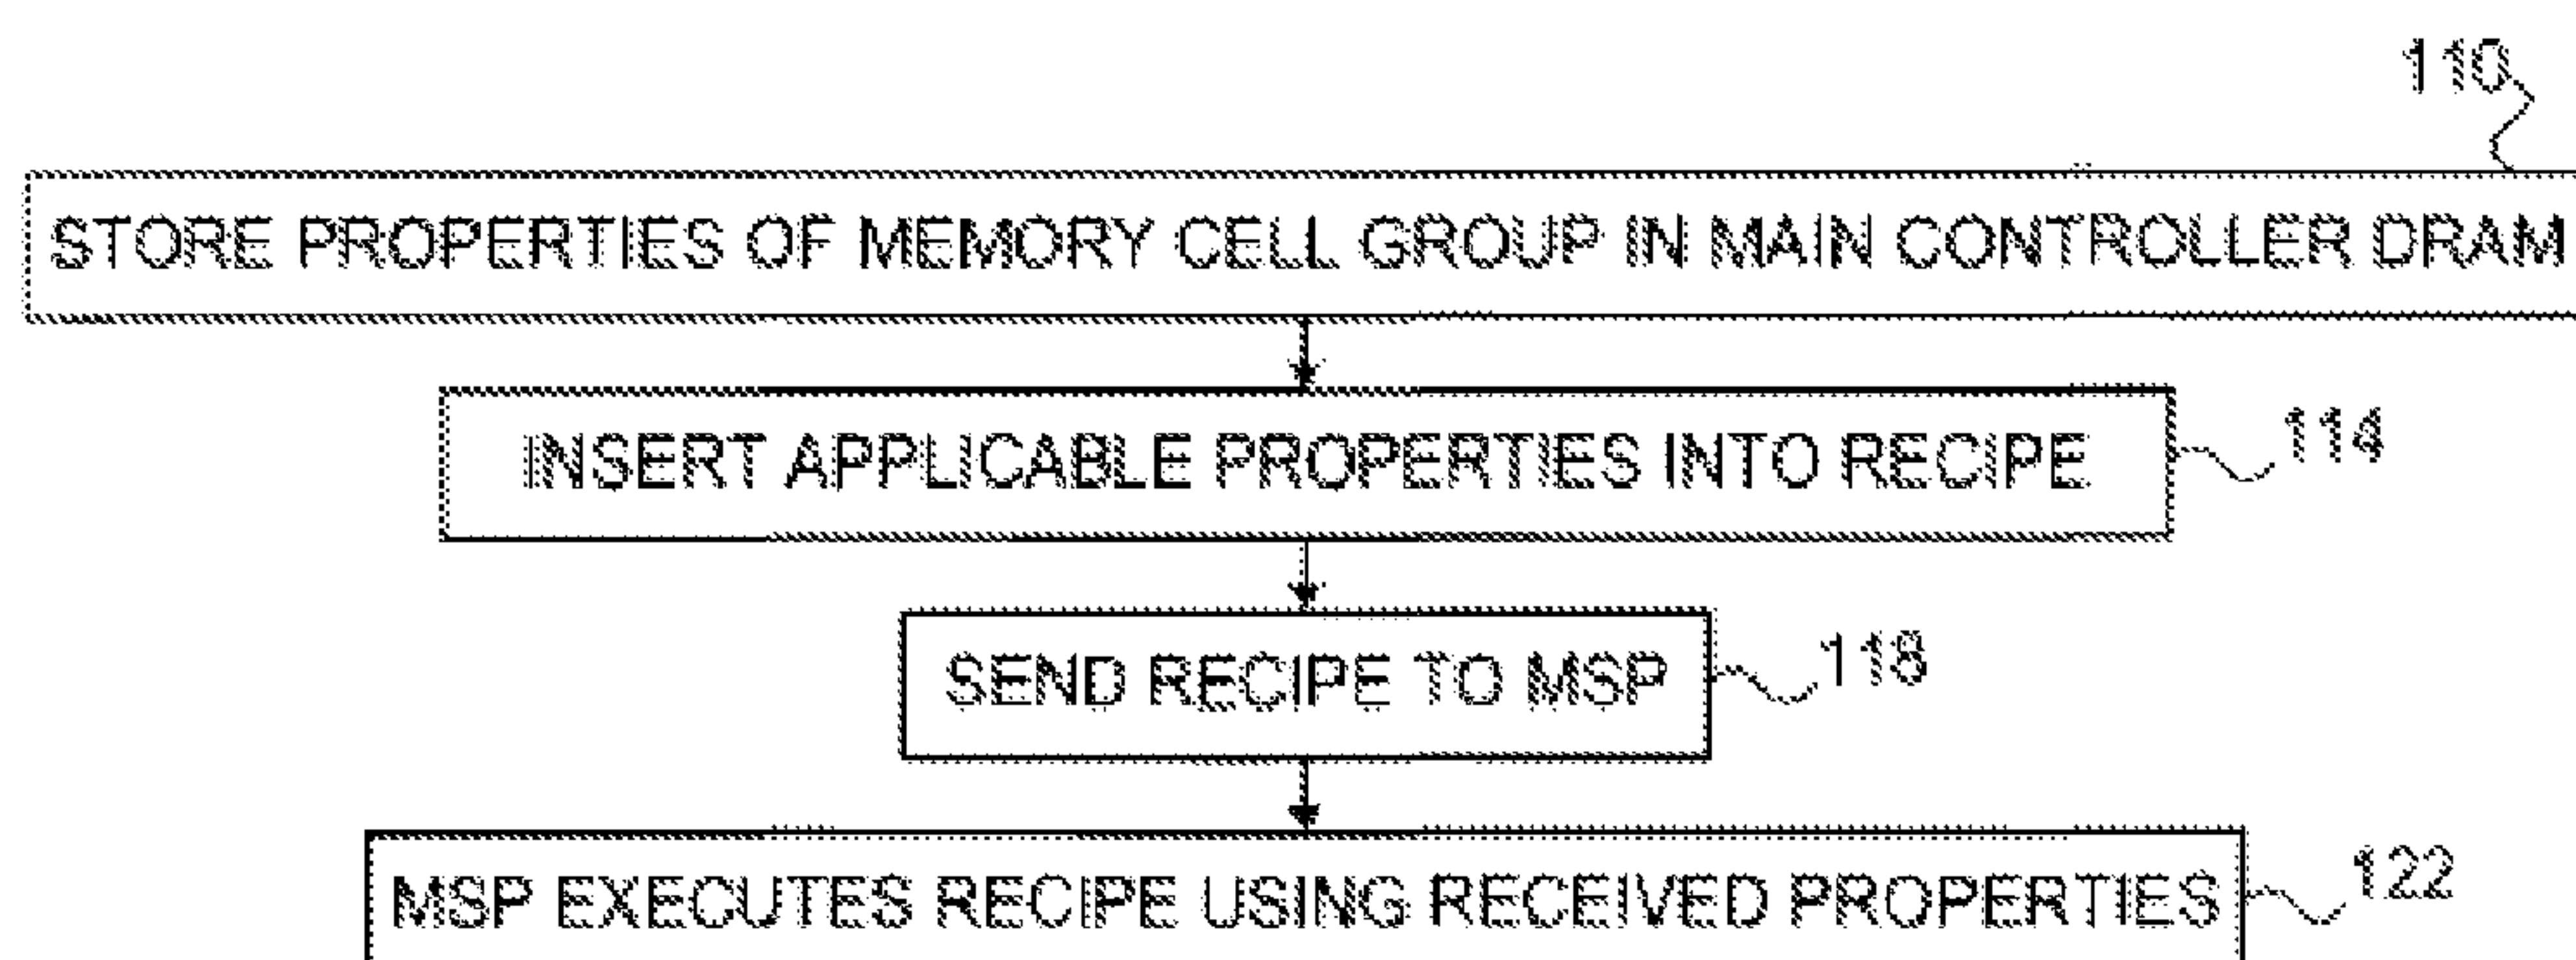 110
STORE PROPERTIES OF MEMORY CELL GROUP IN MAIN CONTROLLER DRAM
INSERT APPLICABLE PROPERTIES INTO RECIPE
114
SEND RECIPE TO MSP
118
MSP EXECUTES RECIPE USING RECEIVED PROPERTIES
122